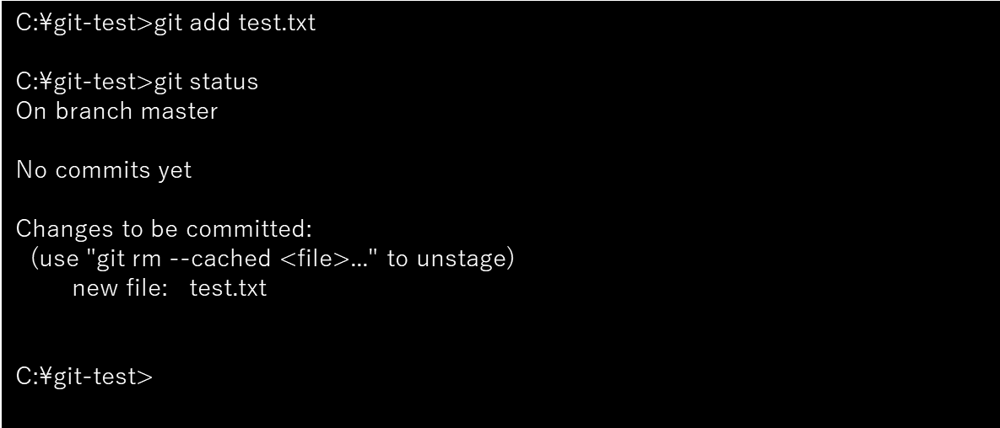 C:¥git-test>git add test.txt
C:¥git-test>git status
On branch master
No commits yet
Changes to be committed:
(use "git rm --cached <file>..." to unstage)
new file: test.txt
C:¥git-test>